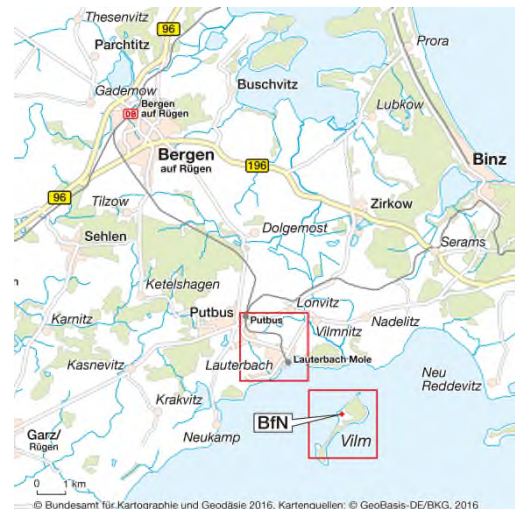 Thesenvitz
96
Parchtitz
Prora
Gademow
Buschvitz
DB
Bergen
auf Rügen
Lubkow
Bergen
auf Rügen
196
Binz
96
Tilzow
Zirkow
Dolgemost
Sehlen
Serams
Ketelshagen
Lonvitz
Putbus
Putbus
Karnitz
Vilmnitz
Nadelitz
Lauterbach
Lauterbach Mole
Kasnevitz
Neu
Reddevitz
Krakvitz
BfN
Garz/
Rügen
Neukamp
Vilm
0 1 km
© Bundesamt für Kartographie und Geodäsie 2016, Kartenquellen: © GeoBasis-DE/BKG, 2016